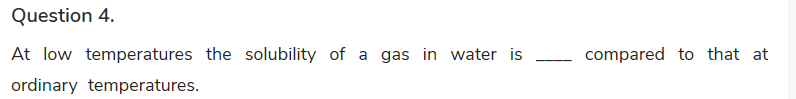 Question 4.
At low temperatures the solubility of a gas in water is ____ compared to that at
ordinary temperatures.